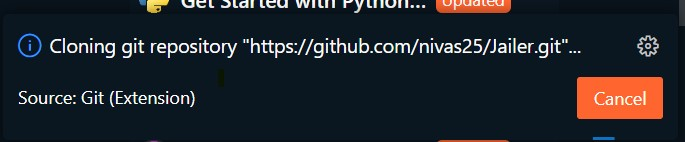 Get Started with Python...
Updated
Cloning git repository "https://github.com/nivas25/Jailer.git"...
Source: Git (Extension)
Cancel